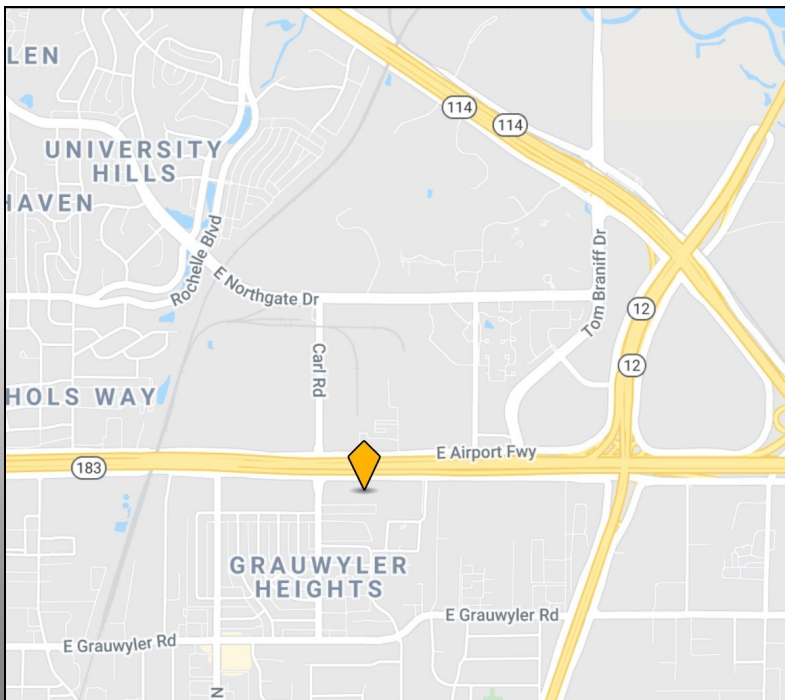 LEN
114
114
UNIVERSITY
HILLS
HAVEN
Rochelle Blvd
E Northgate Dr
Tom Braniff Dr
12
Carl Rd
12
HOLS WAY
E Airport Fwy
183
GRAUWYLER
HEIGHTS
E Grauwyler Rd
E Grauwyler Rd
N